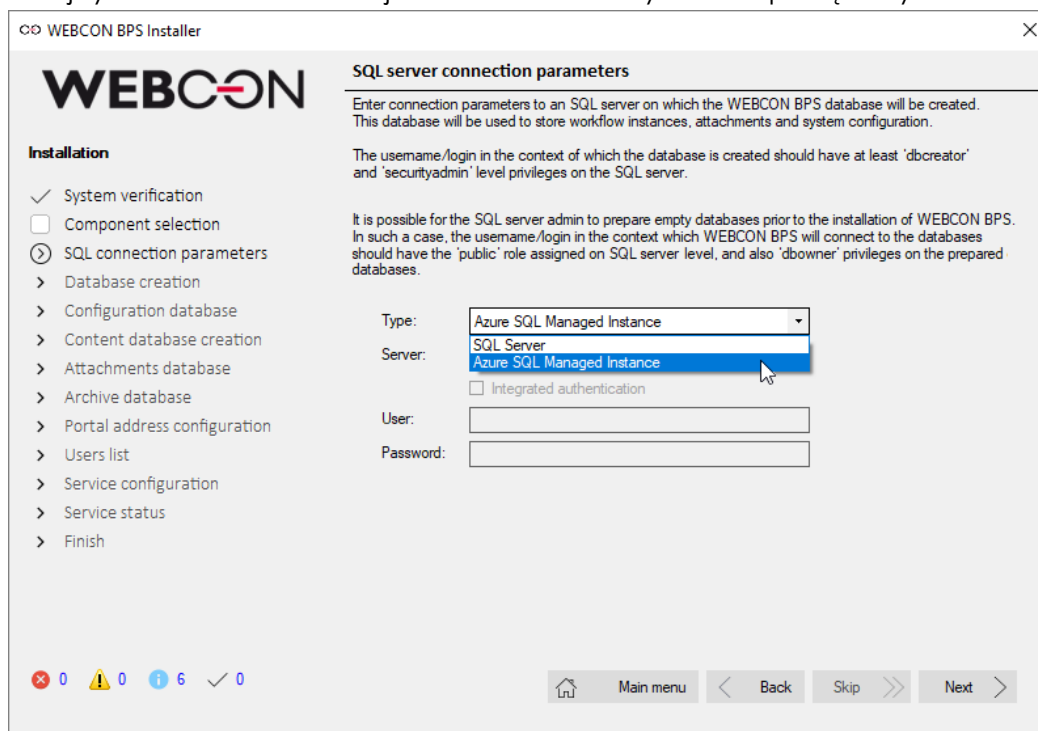 WEBCON BPS Installer
WEBCON
Installation
System verification
Component selection
SQL connection parameters
Database creation
Configuration database
Content database creation
Attachments database
Archive database
Portal address configuration
Users list
Service configuration
Service status
Finish
0 0 6 0
SQL server connection parameters
Enter connection parameters to an SQL server on which the WEBCON BPS database will be created.
This database will be used to store workflow instances, attachments and system configuration.
The username/login in the context of which the database is created should have at least 'dbcreator'
and 'securityadmin' level privileges on the SQL server.
It is possible for the SQL server admin to prepare empty databases prior to the installation of WEBCON BPS.
In such a case, the username/login in the context which WEBCON BPS will connect to the databases
should have the 'public' role assigned on SQL server level, and also 'dbowner' privileges on the prepared
databases.
Type: Azure SQL Managed Instance
SQL Server
Server:
Azure SQL Managed Instance
Integrated authentication
User:
Password:
Main menu Back Skip Next